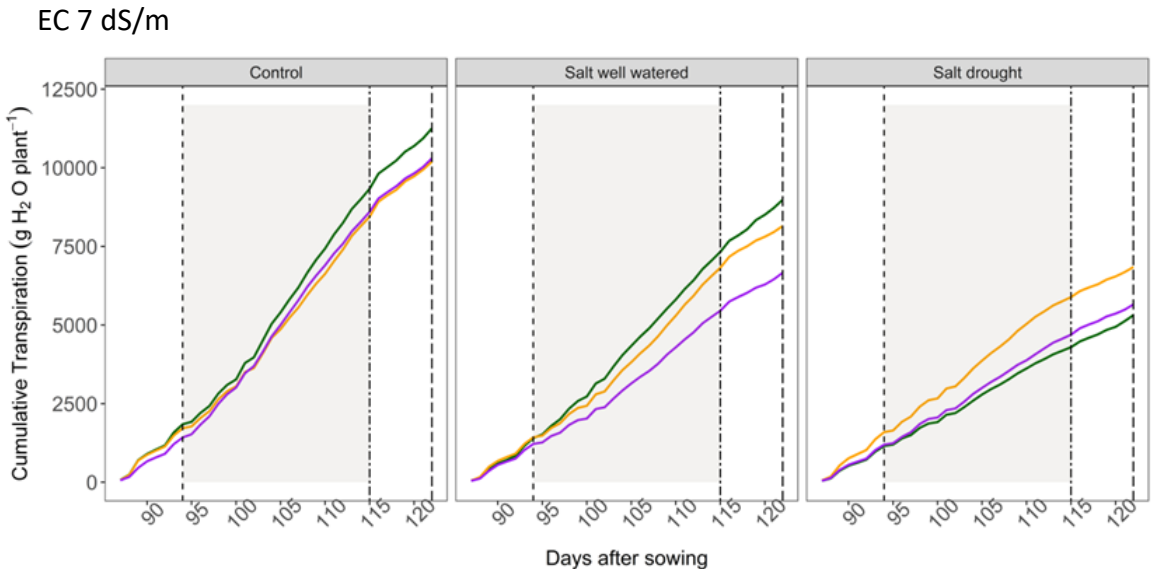 EC 7 dS/m
Control
Salt well watered
Salt drought
Cumulative Transpiration (g H₂ O plant⁻¹)
12500
10000
7500
5000
2500
0
90 95 100 105 110 115 120
90 95 100 105 110 115 120
90 95 100 105 110 115 120
Days after sowing